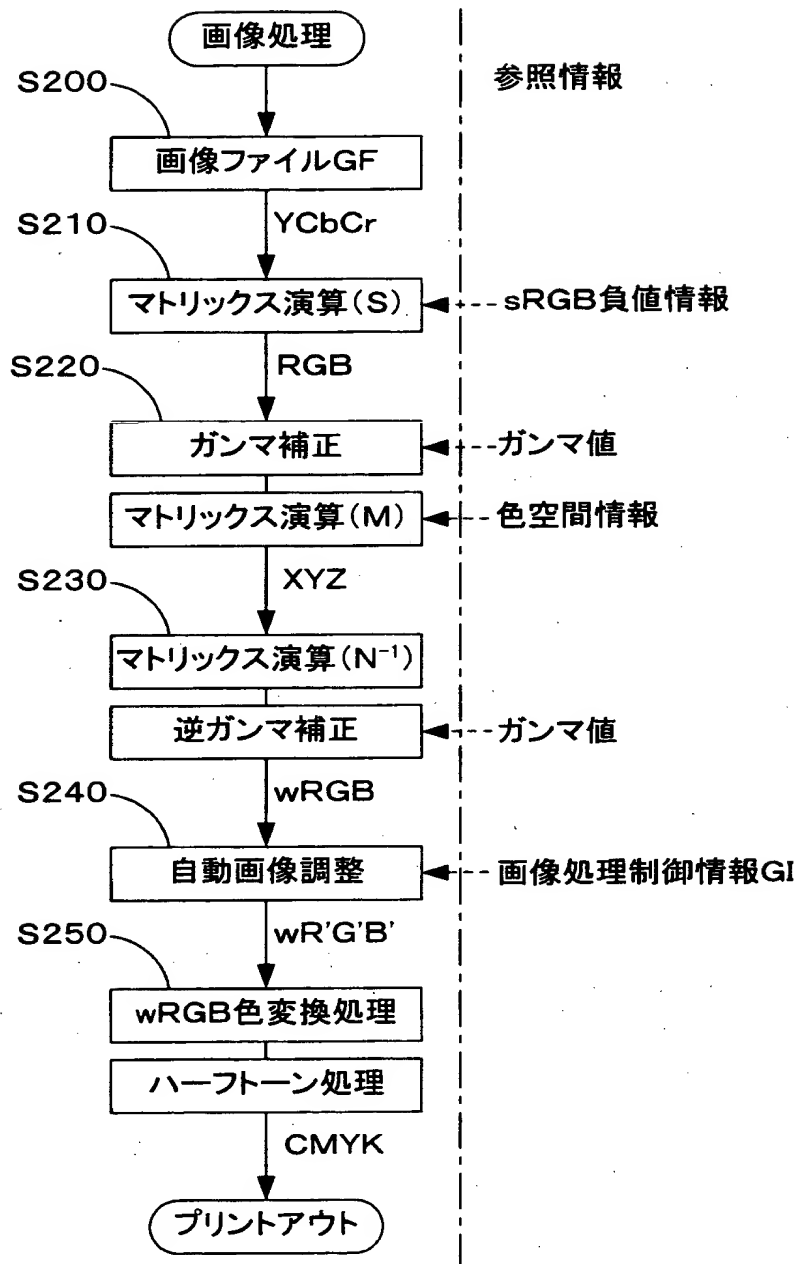 画像処理
参照情報
S200
画像ファイルGF
YCbCr
S210
マトリックス演算(S)
sRGB負値情報
RGB
S220
ガンマ補正
ガンマ値
マトリックス演算(M)
色空間情報
XYZ
S230
マトリックス演算(N⁻¹)
逆ガンマ補正
ガンマ値
wRGB
S240
自動画像調整
画像処理制御情報GI
wR'G'B'
S250
wRGB色変換処理
ハーフトーン処理
CMYK
プリントアウト